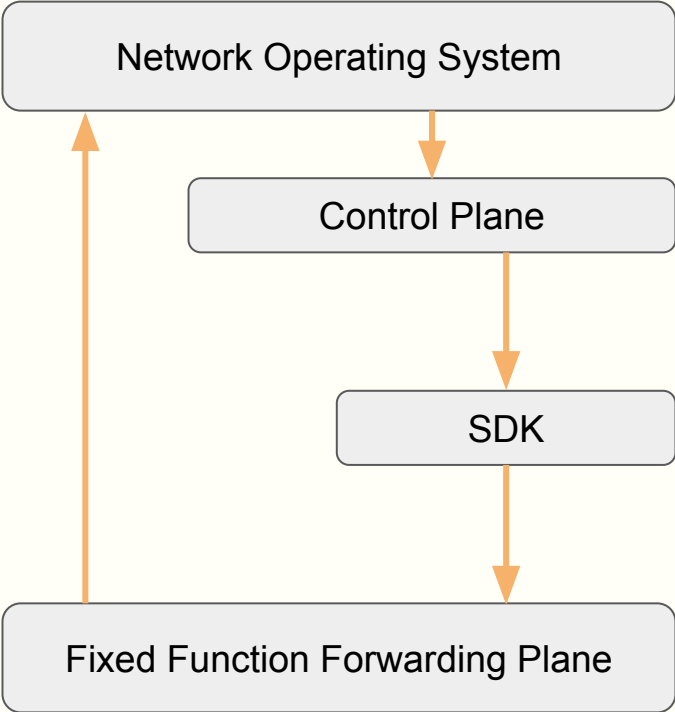 Network Operating System
Control Plane
SDK
Fixed Function Forwarding Plane